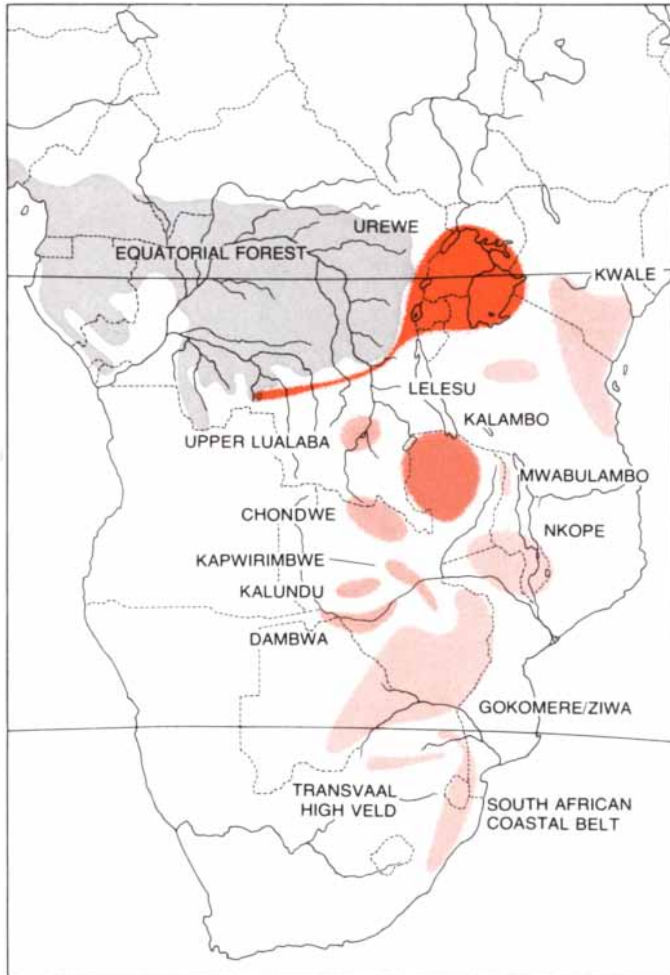 UREWE
EQUATORIAL FOREST
KWALE
LELESU
KALAMBO
UPPER LUALABA
MWABULAMBO
CHONDWE
NKOPE
KAPWIRIMBWE
KALUNDU
DAMBWA
GOKOMERE/ZIWA
TRANSVAAL
HIGH VELD
SOUTH AFRICAN
COASTAL BELT